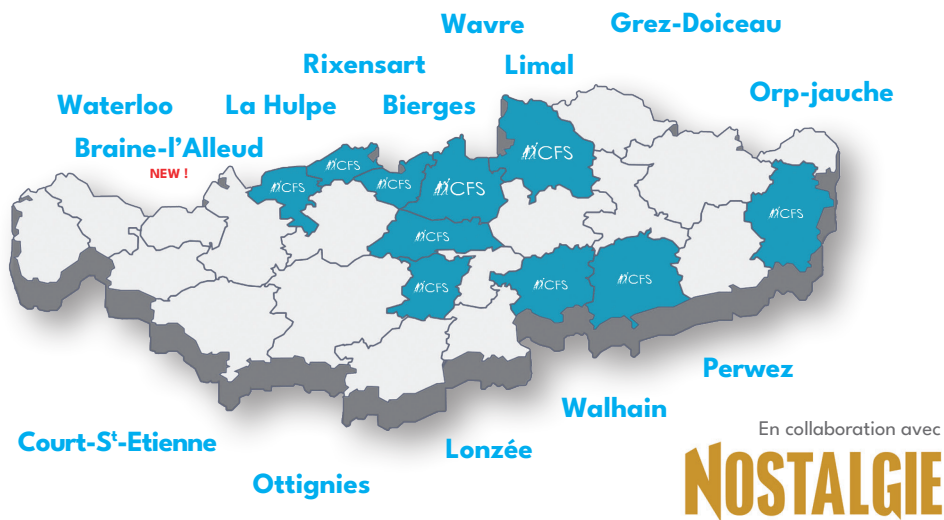 Wavre
Grez-Doiceau
Rixensart
Limal
Waterloo
La Hulpe
Bierges
Orp-jauche
Braine-l'Alleud
NEW !
CFS
CFS
CFS
CFS
CFS
CFS
CFS
CFS
CFS
CFS
Perwez
Walhain
Court-Sᵗ-Etienne
Lonzée
Ottignies
En collaboration avec
NOSTALGIE